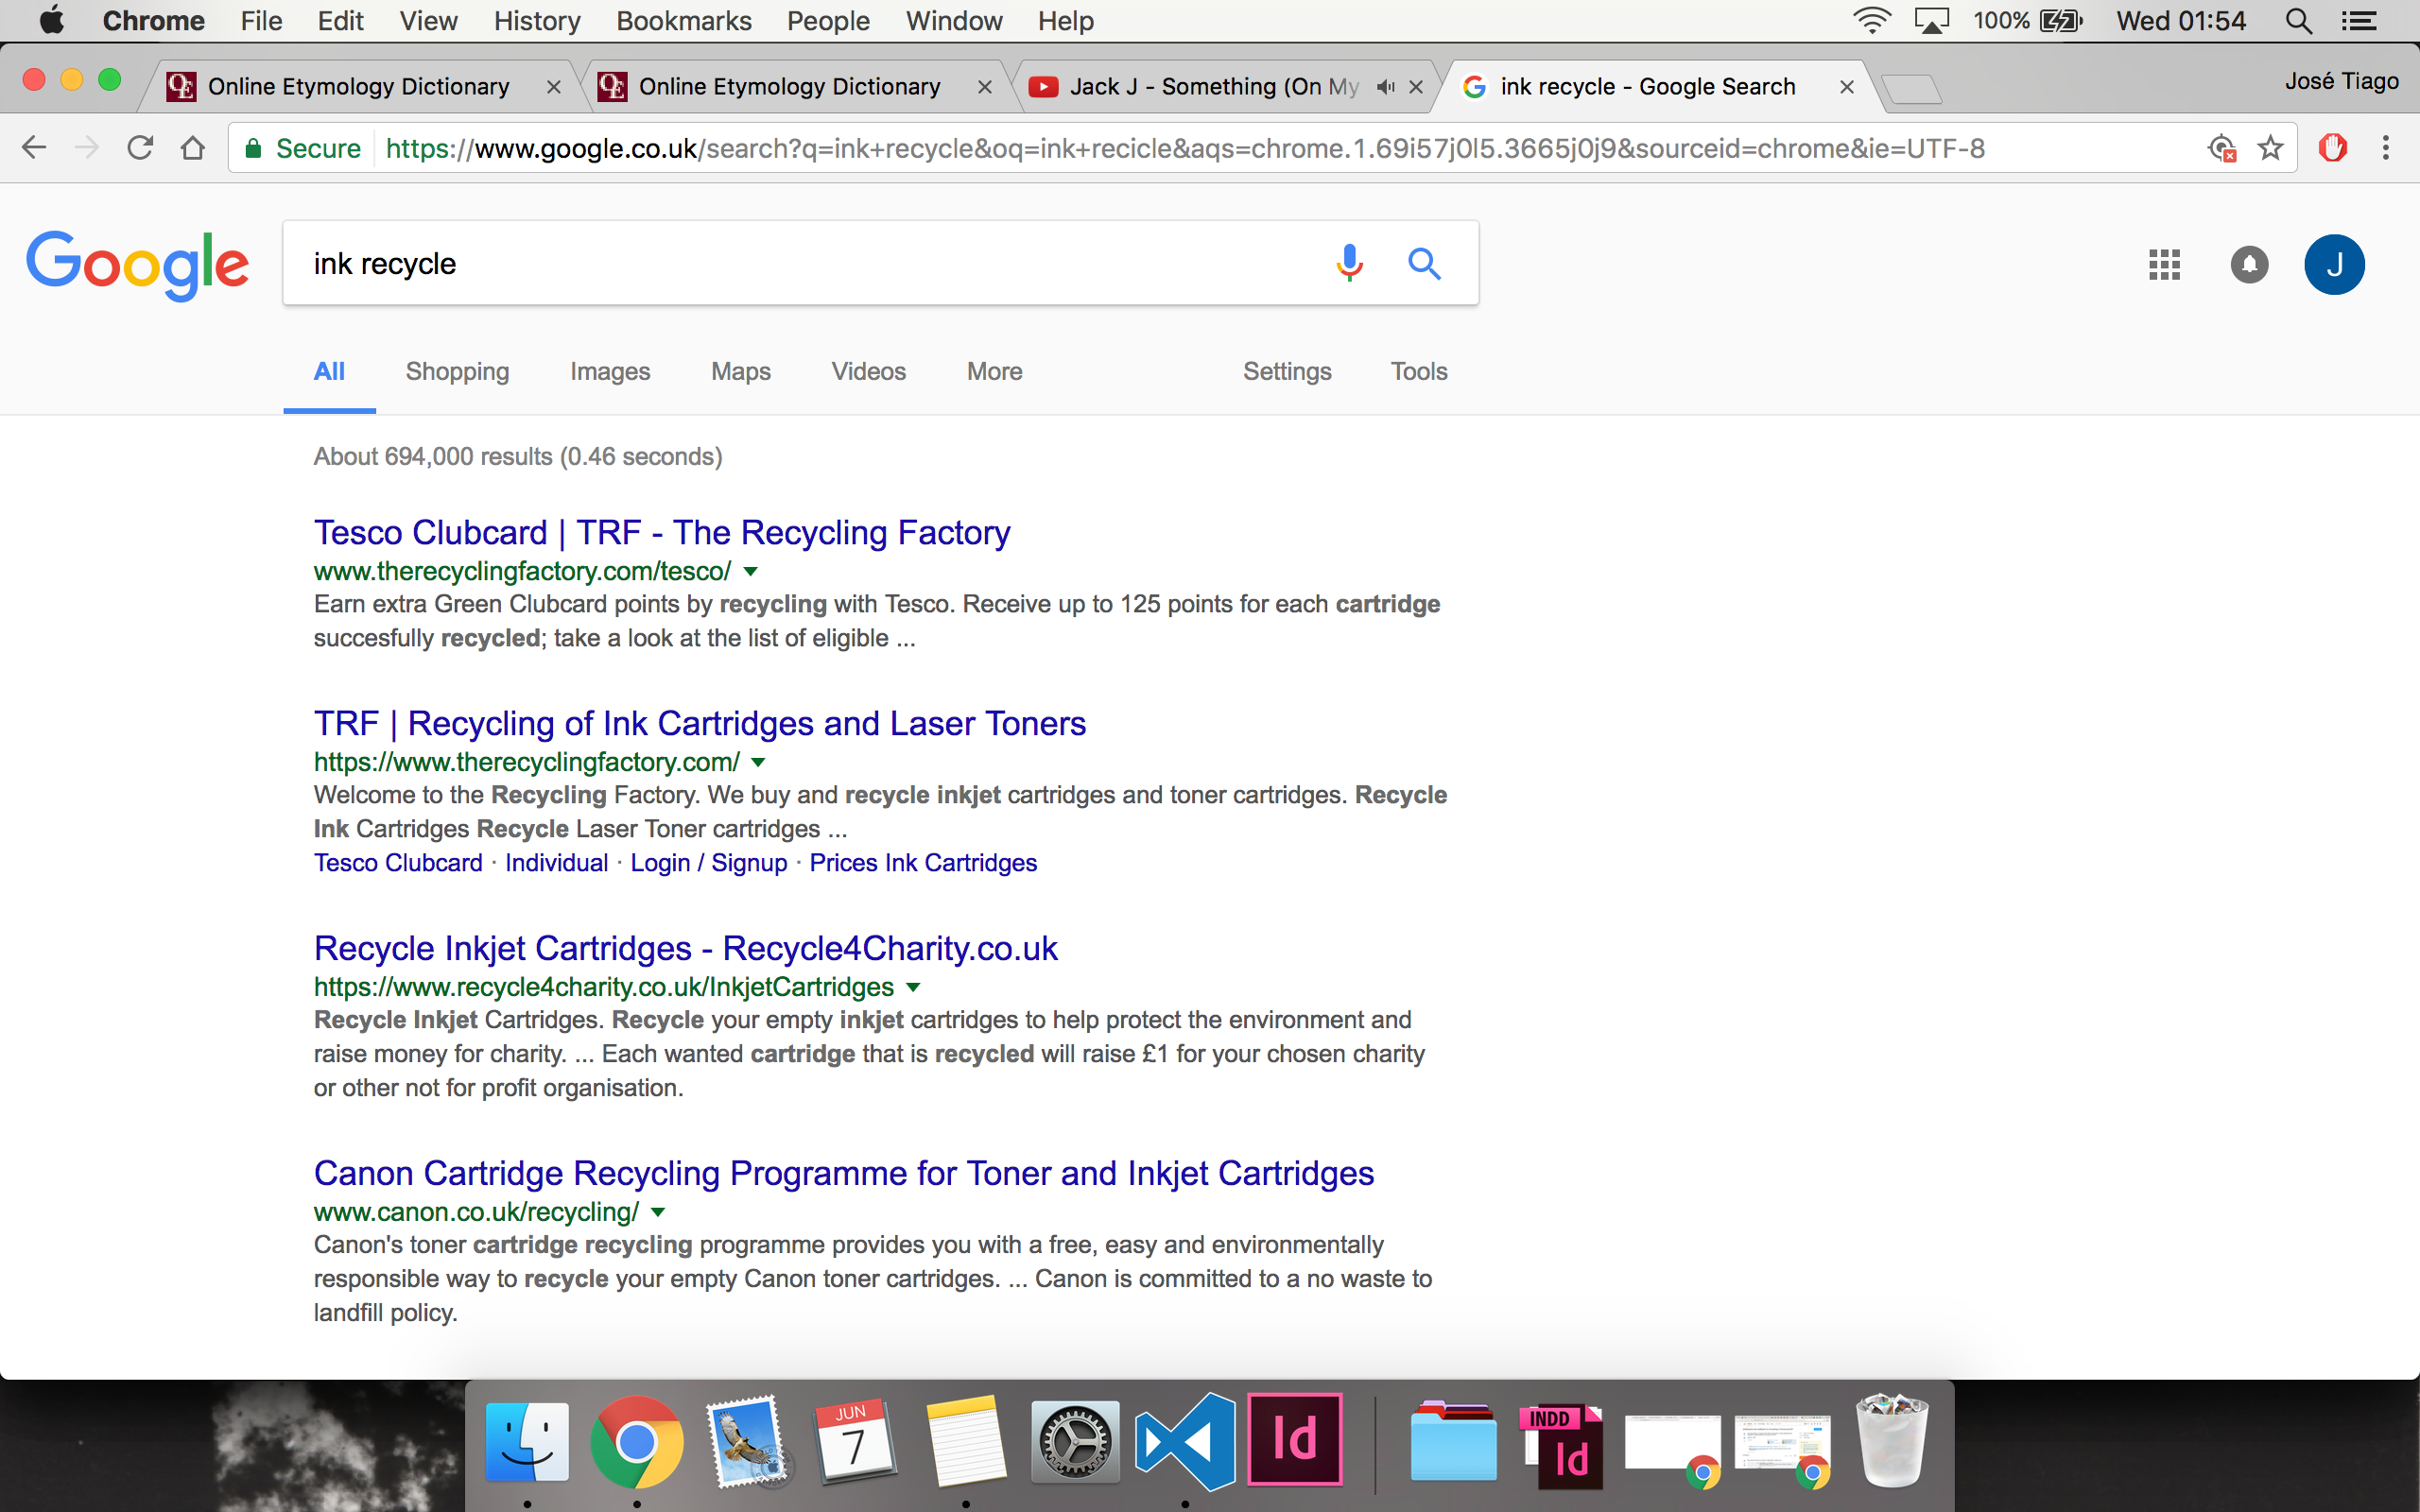 Chrome File Edit View History Bookmarks People Window Help 100% Wed 01:54
Online Etymology Dictionary Online Etymology Dictionary Jack J - Something (On My ink recycle - Google Search José Tiago
Secure https://www.google.co.uk/search?q=ink+recycle&oq=ink+recicle&aqs=chrome.1.69i57j0l5.3665j0j9&sourceid=chrome&ie=UTF-8
Google ink recycle J
All Shopping Images Maps Videos More Settings Tools
About 694,000 results (0.46 seconds)
Tesco Clubcard | TRF - The Recycling Factory
www.therecyclingfactory.com/tesco/
Earn extra Green Clubcard points by recycling with Tesco. Receive up to 125 points for each cartridge
succesfully recycled; take a look at the list of eligible ...
TRF | Recycling of Ink Cartridges and Laser Toners
https://www.therecyclingfactory.com/
Welcome to the Recycling Factory. We buy and recycle inkjet cartridges and toner cartridges. Recycle
Ink Cartridges Recycle Laser Toner cartridges ...
Tesco Clubcard · Individual · Login / Signup · Prices Ink Cartridges
Recycle Inkjet Cartridges - Recycle4Charity.co.uk
https://www.recycle4charity.co.uk/InkjetCartridges
Recycle Inkjet Cartridges. Recycle your empty inkjet cartridges to help protect the environment and
raise money for charity. ... Each wanted cartridge that is recycled will raise £1 for your chosen charity
or other not for profit organisation.
Canon Cartridge Recycling Programme for Toner and Inkjet Cartridges
www.canon.co.uk/recycling/
Canon's toner cartridge recycling programme provides you with a free, easy and environmentally
responsible way to recycle your empty Canon toner cartridges. ... Canon is committed to a no waste to
landfill policy.
JUN
7
Id
INDD
Id